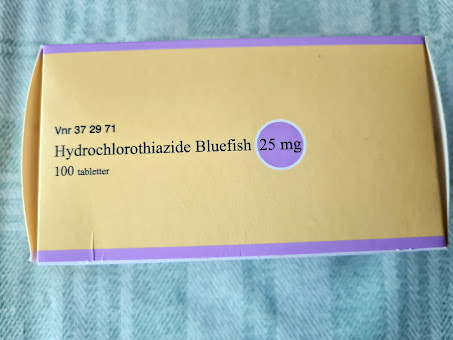 Vnr 37 29 71
Hydrochlorothiazide Bluefish 25 mg
100 tabletter